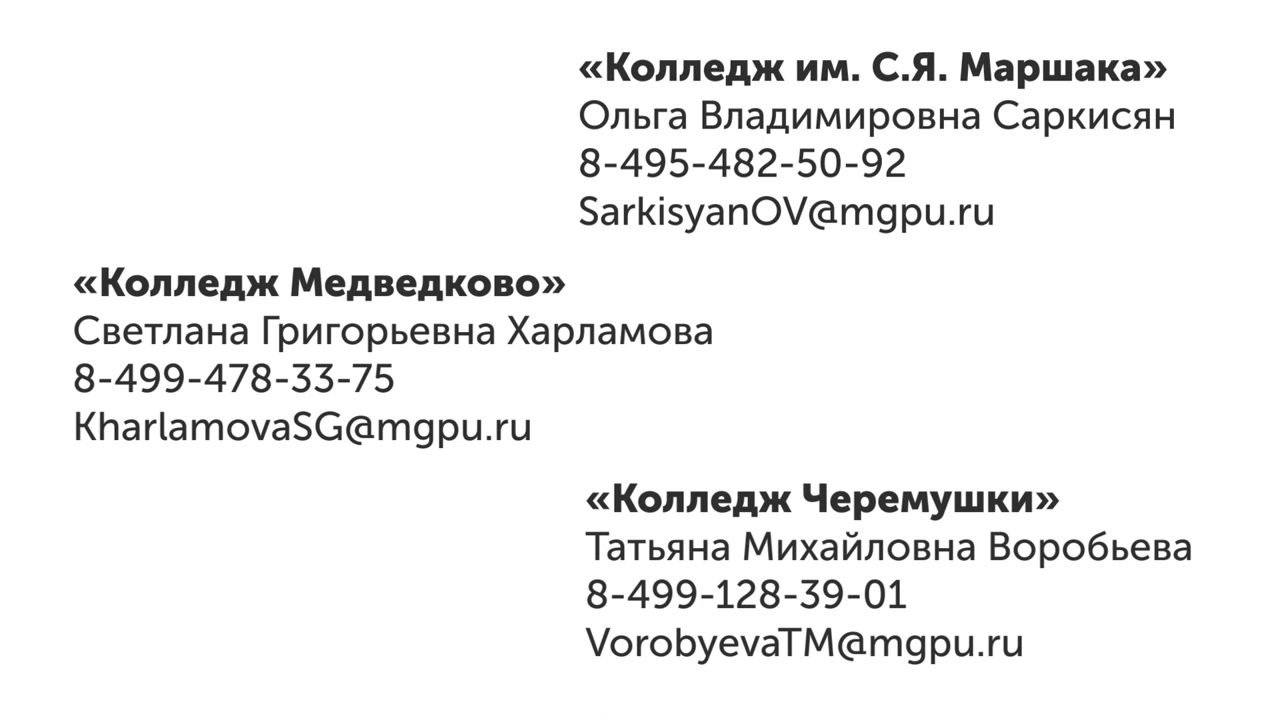 «Колледж им. С.Я. Маршака»
Ольга Владимировна Саркисян
8-495-482-50-92
SarkisyanOV@mgpu.ru
«Колледж Медведково»
Светлана Григорьевна Харламова
8-499-478-33-75
KharlamovaSG@mgpu.ru
«Колледж Черемушки»
Татьяна Михайловна Воробьева
8-499-128-39-01
VorobyevaTM@mgpu.ru